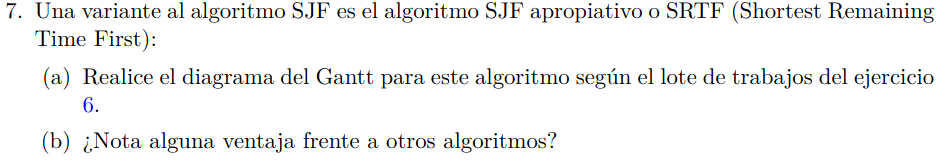 7. Una variante al algoritmo SJF es el algoritmo SJF apropiativo o SRTF (Shortest Remaining
Time First):
(a) Realice el diagrama del Gantt para este algoritmo según el lote de trabajos del ejercicio
6.
(b) ¿Nota alguna ventaja frente a otros algoritmos?